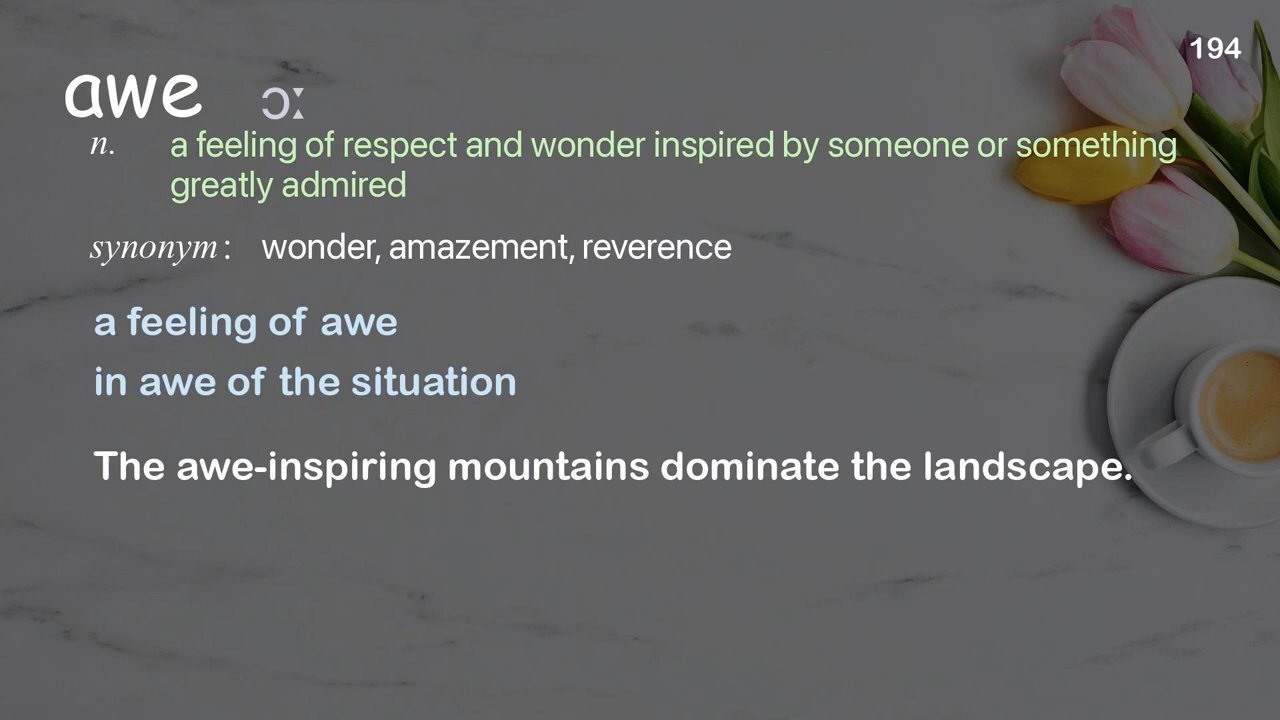 194
awe ɔː
n. a feeling of respect and wonder inspired by someone or something
greatly admired
synonym: wonder, amazement, reverence
a feeling of awe
in awe of the situation
The awe-inspiring mountains dominate the landscape.